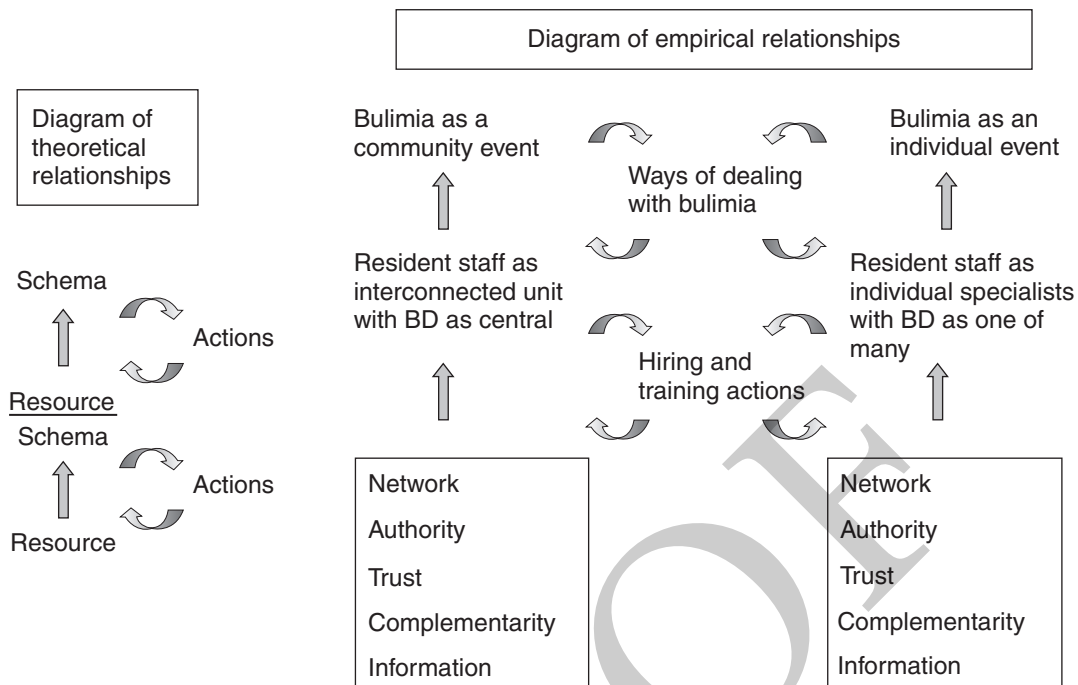 Diagram of empirical relationships
Diagram of
theoretical
relationships
Schema
Actions
Resource
Schema
Actions
Resource
Bulimia as a
community event
Ways of dealing
with bulimia
Bulimia as an
individual event
Resident staff as
interconnected unit
with BD as central
Hiring and
training actions
Resident staff as
individual specialists
with BD as one of
many
Network
Authority
Trust
Complementarity
Information
Network
Authority
Trust
Complementarity
Information
OF